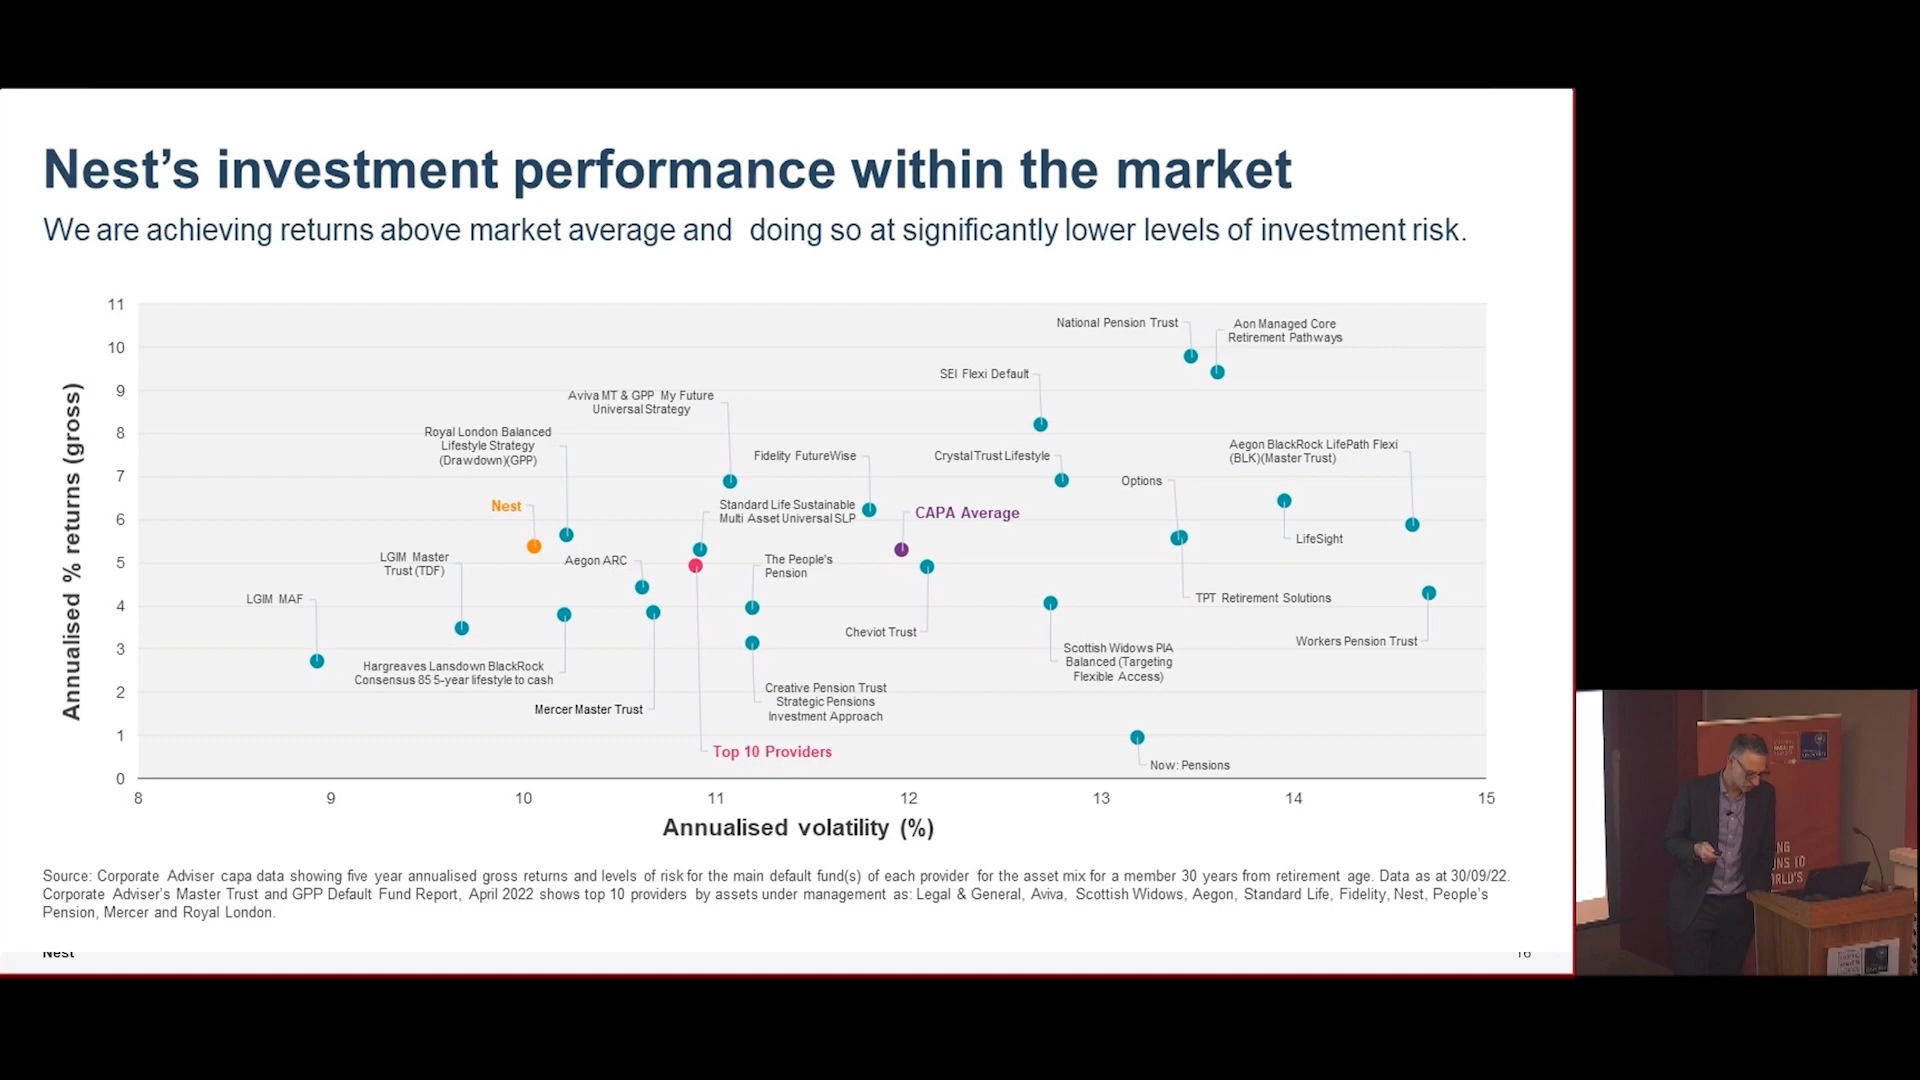 Nest's investment performance within the market
We are achieving returns above market average and doing so at significantly lower levels of investment risk.
Annualised % returns (gross)
11
10
9
8
7
6
5
4
3
2
1
0
National Pension Trust
Aon Managed Core
Retirement Pathways
SEI Flexi Default
Aviva MT & GPP My Future
Universal Strategy
Royal London Balanced
Lifestyle Strategy
(Drawdown)(GPP)
Fidelity FutureWise
Crystal Trust Lifestyle
Aegon BlackRock LifePath Flexi
(BLK)(Master Trust)
Options
Nest
Standard Life Sustainable
Multi Asset Universal SLP
CAPA Average
LifeSight
LGIM Master
Trust (TDF)
Aegon ARC
The People's
Pension
LGIM MAF
TPT Retirement Solutions
Cheviot Trust
Workers Pension Trust
Scottish Widows PIA
Balanced (Targeting
Flexible Access)
Hargreaves Lansdown BlackRock
Consensus 85 5-year lifestyle to cash
Creative Pension Trust
Strategic Pensions
Investment Approach
Mercer Master Trust
Top 10 Providers
Now: Pensions
8 9 10 11 12 13 14 15
Annualised volatility (%)
Source: Corporate Adviser capa data showing five year annualised gross returns and levels of risk for the main default fund(s) of each provider for the asset mix for a member 30 years from retirement age. Data as at 30/09/22.
Corporate Adviser's Master Trust and GPP Default Fund Report, April 2022 shows top 10 providers by assets under management as: Legal & General, Aviva, Scottish Widows, Aegon, Standard Life, Fidelity, Nest, People's
Pension, Mercer and Royal London.
Nest
16